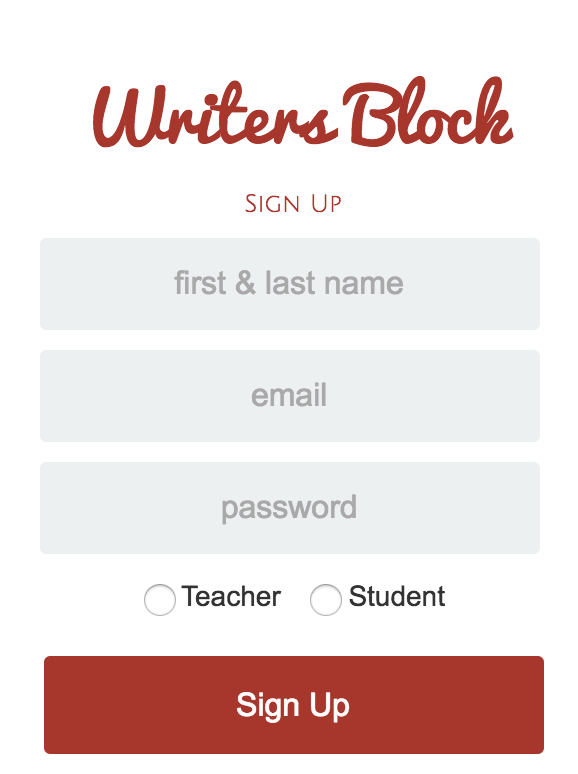 Writers Block
Sign Up
first & last name
email
password
Teacher Student
Sign Up